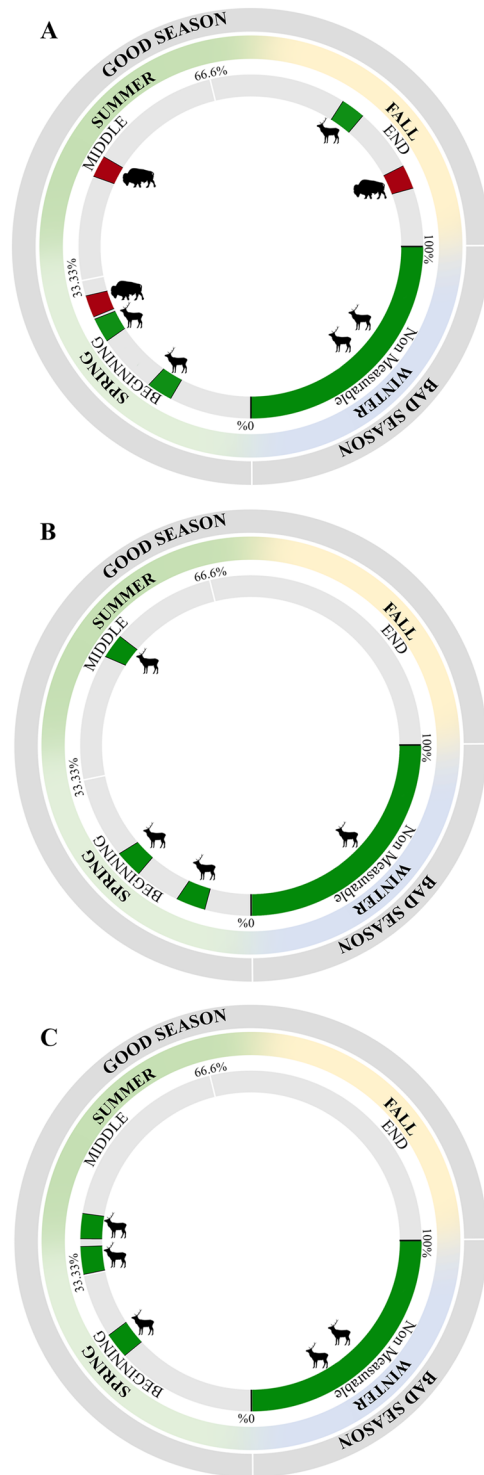 A
GOOD SEASON
SUMMER
MIDDLE
66.6%
FALL
END
33.33%
100%
SPRING
BEGINNING
%0
Non Measurable
WINTER
BAD SEASON
B
GOOD SEASON
SUMMER
MIDDLE
66.6%
FALL
END
33.33%
100%
SPRING
BEGINNING
%0
Non Measurable
WINTER
BAD SEASON
C
GOOD SEASON
SUMMER
MIDDLE
66.6%
FALL
END
33.33%
100%
SPRING
BEGINNING
%0
Non Measurable
WINTER
BAD SEASON